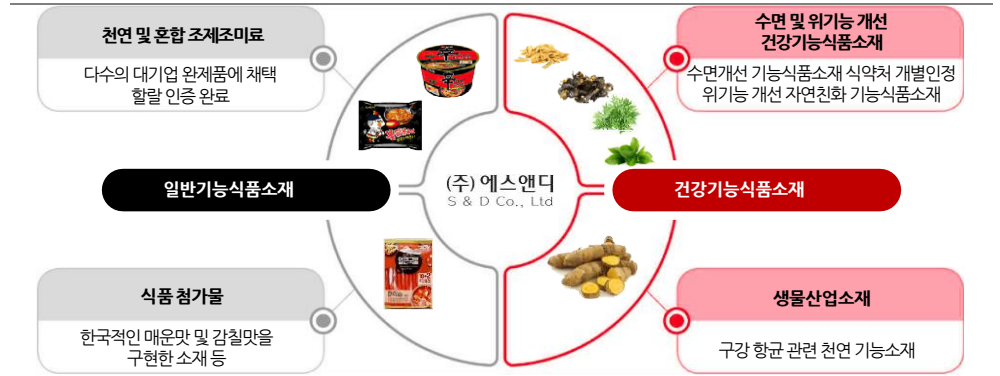 천연 및 혼합 조제조미료
다수의 대기업 완제품에 채택
할랄 인증 완료
수면 및 위기능 개선
건강기능식품소재
수면개선 기능식품소재 식약처 개별인정
위기능 개선 자연친화 기능식품소재
일반기능식품소재
(주)에스앤디
S & D Co., Ltd
건강기능식품소재
식품 첨가물
한국적인 매운맛 및 감칠맛을
구현한 소재 등
생물산업소재
구강 항균 관련 천연 기능소재